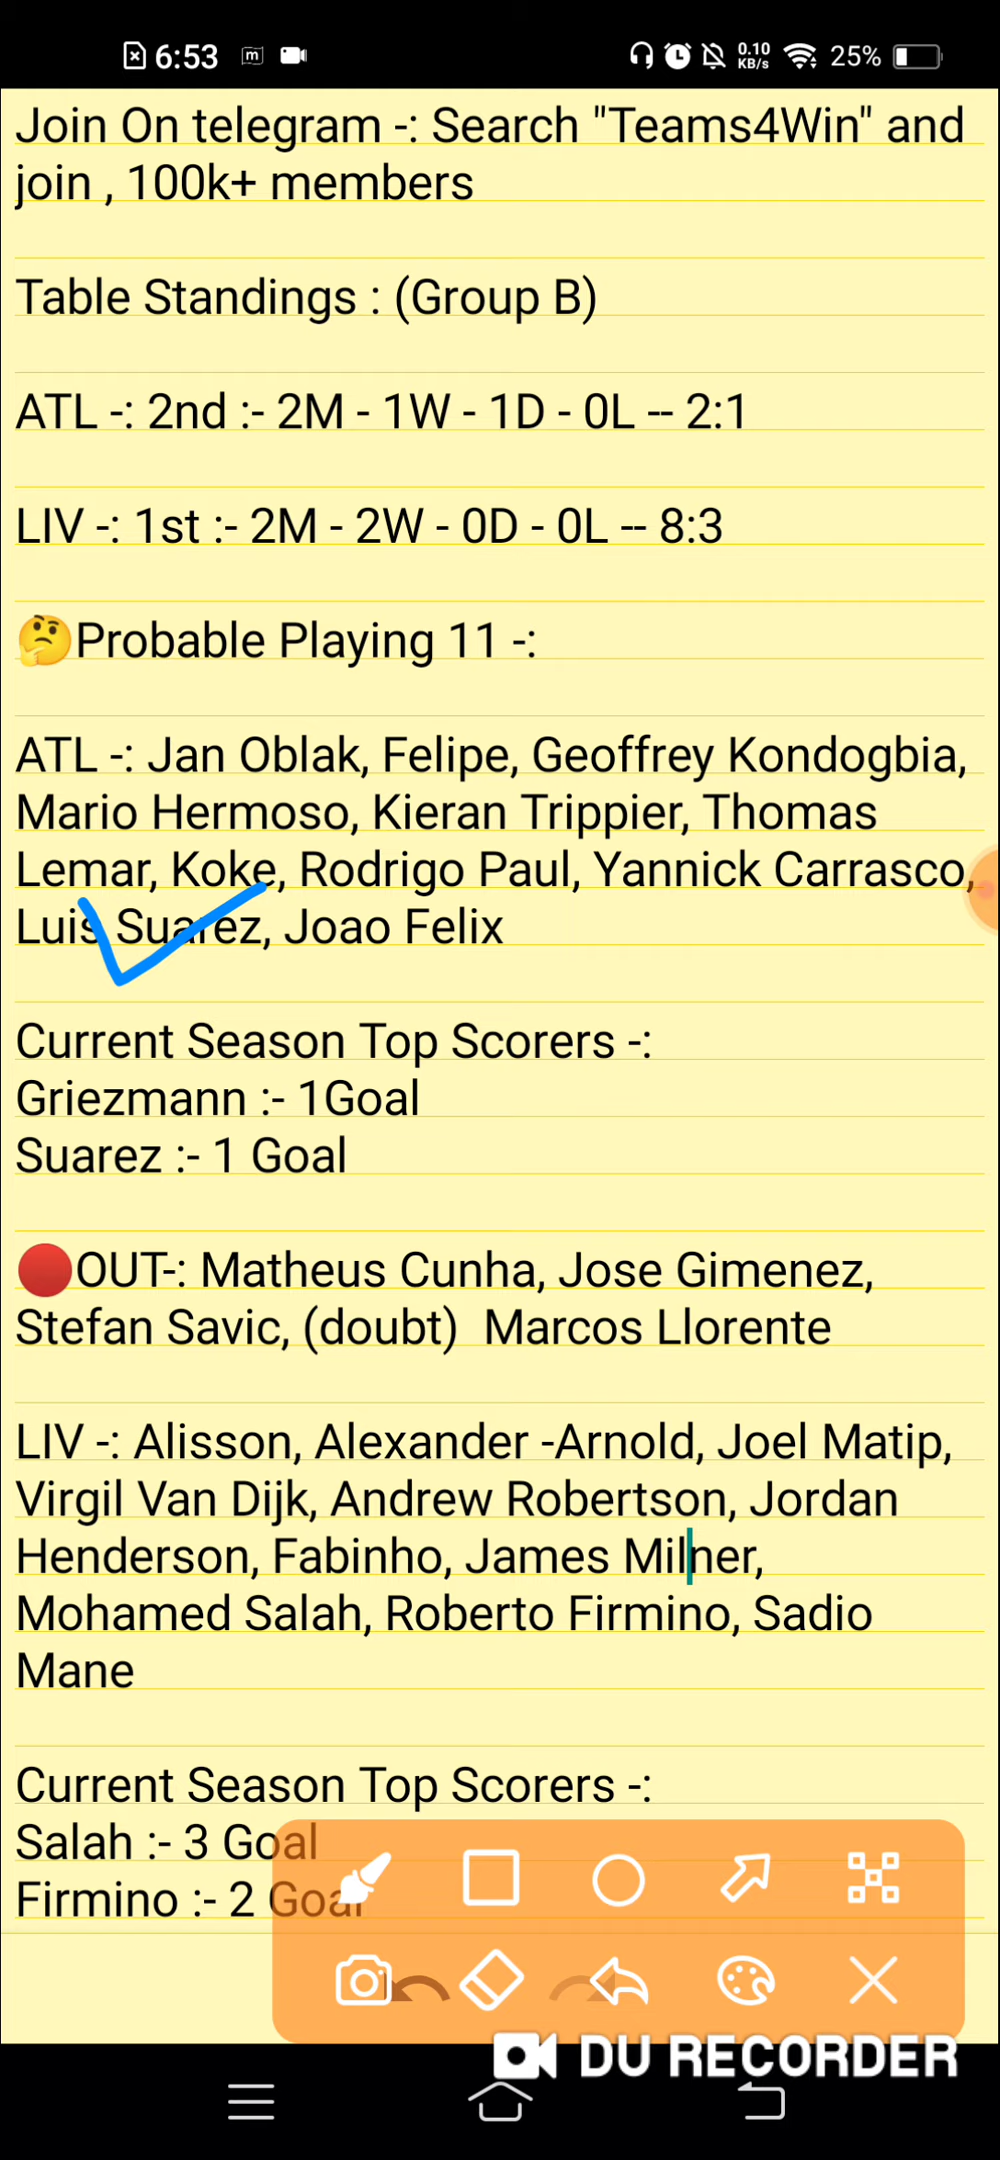 6:53 m 0.10 KB/s 25%
Join On telegram -: Search "Teams4Win" and
join , 100k+ members
Table Standings : (Group B)
ATL -: 2nd :- 2M - 1W - 1D - 0L -- 2:1
LIV -: 1st :- 2M - 2W - 0D - 0L -- 8:3
🤔Probable Playing 11 -:
ATL -: Jan Oblak, Felipe, Geoffrey Kondogbia,
Mario Hermoso, Kieran Trippier, Thomas
Lemar, Koke, Rodrigo Paul, Yannick Carrasco,
Luis Suarez, Joao Felix
Current Season Top Scorers -:
Griezmann :- 1Goal
Suarez :- 1 Goal
🔴OUT-: Matheus Cunha, Jose Gimenez,
Stefan Savic, (doubt)  Marcos Llorente
LIV -: Alisson, Alexander -Arnold, Joel Matip,
Virgil Van Dijk, Andrew Robertson, Jordan
Henderson, Fabinho, James Milner,
Mohamed Salah, Roberto Firmino, Sadio
Mane
Current Season Top Scorers -:
Salah :- 3 Goal
Firmino :- 2 Goal
DU RECORDER